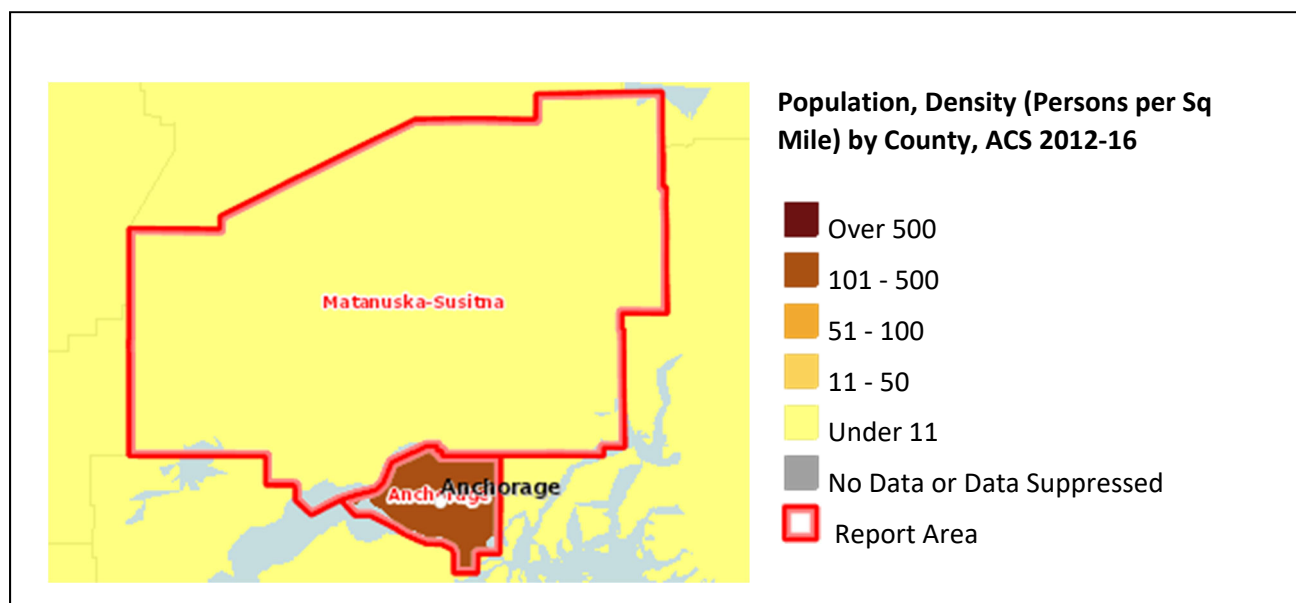 Population, Density (Persons per Sq
Mile) by County, ACS 2012-16
Over 500
101 - 500
51 - 100
11 - 50
Under 11
No Data or Data Suppressed
Report Area
Matanuska-Susitna
Anchorage
Anchorage